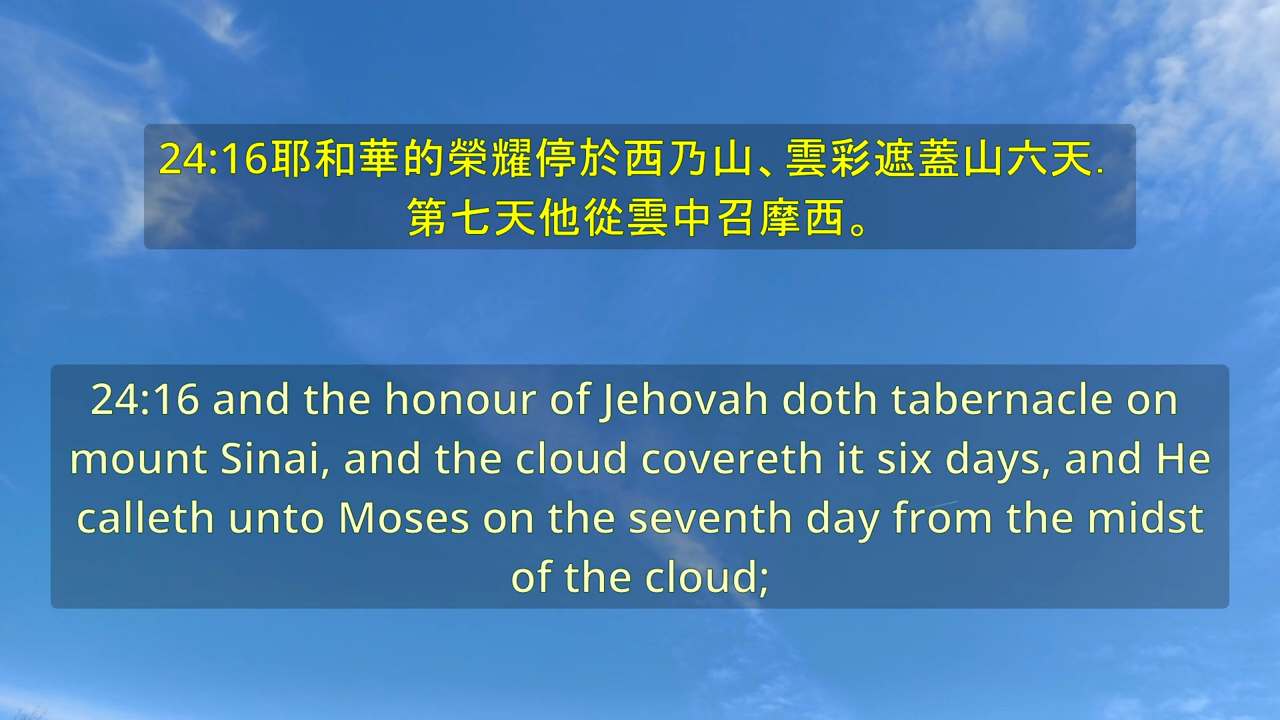 24:16耶和華的榮耀停於西乃山、雲彩遮蓋山六天.
第七天他從雲中召摩西。
24:16 and the honour of Jehovah doth tabernacle on
mount Sinai, and the cloud covereth it six days, and He
calleth unto Moses on the seventh day from the midst
of the cloud;